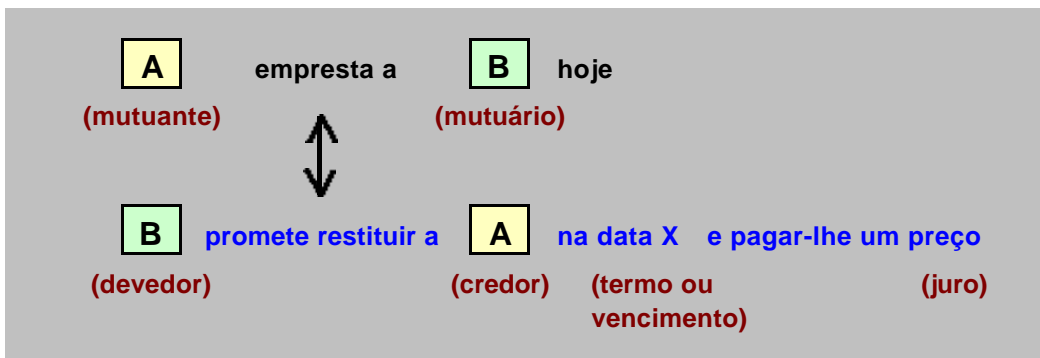 A empresta a B hoje
(mutuante) (mutuário)
B promete restituir a A na data X e pagar-lhe um preço
(devedor) (credor) (termo ou (juro)
vencimento)